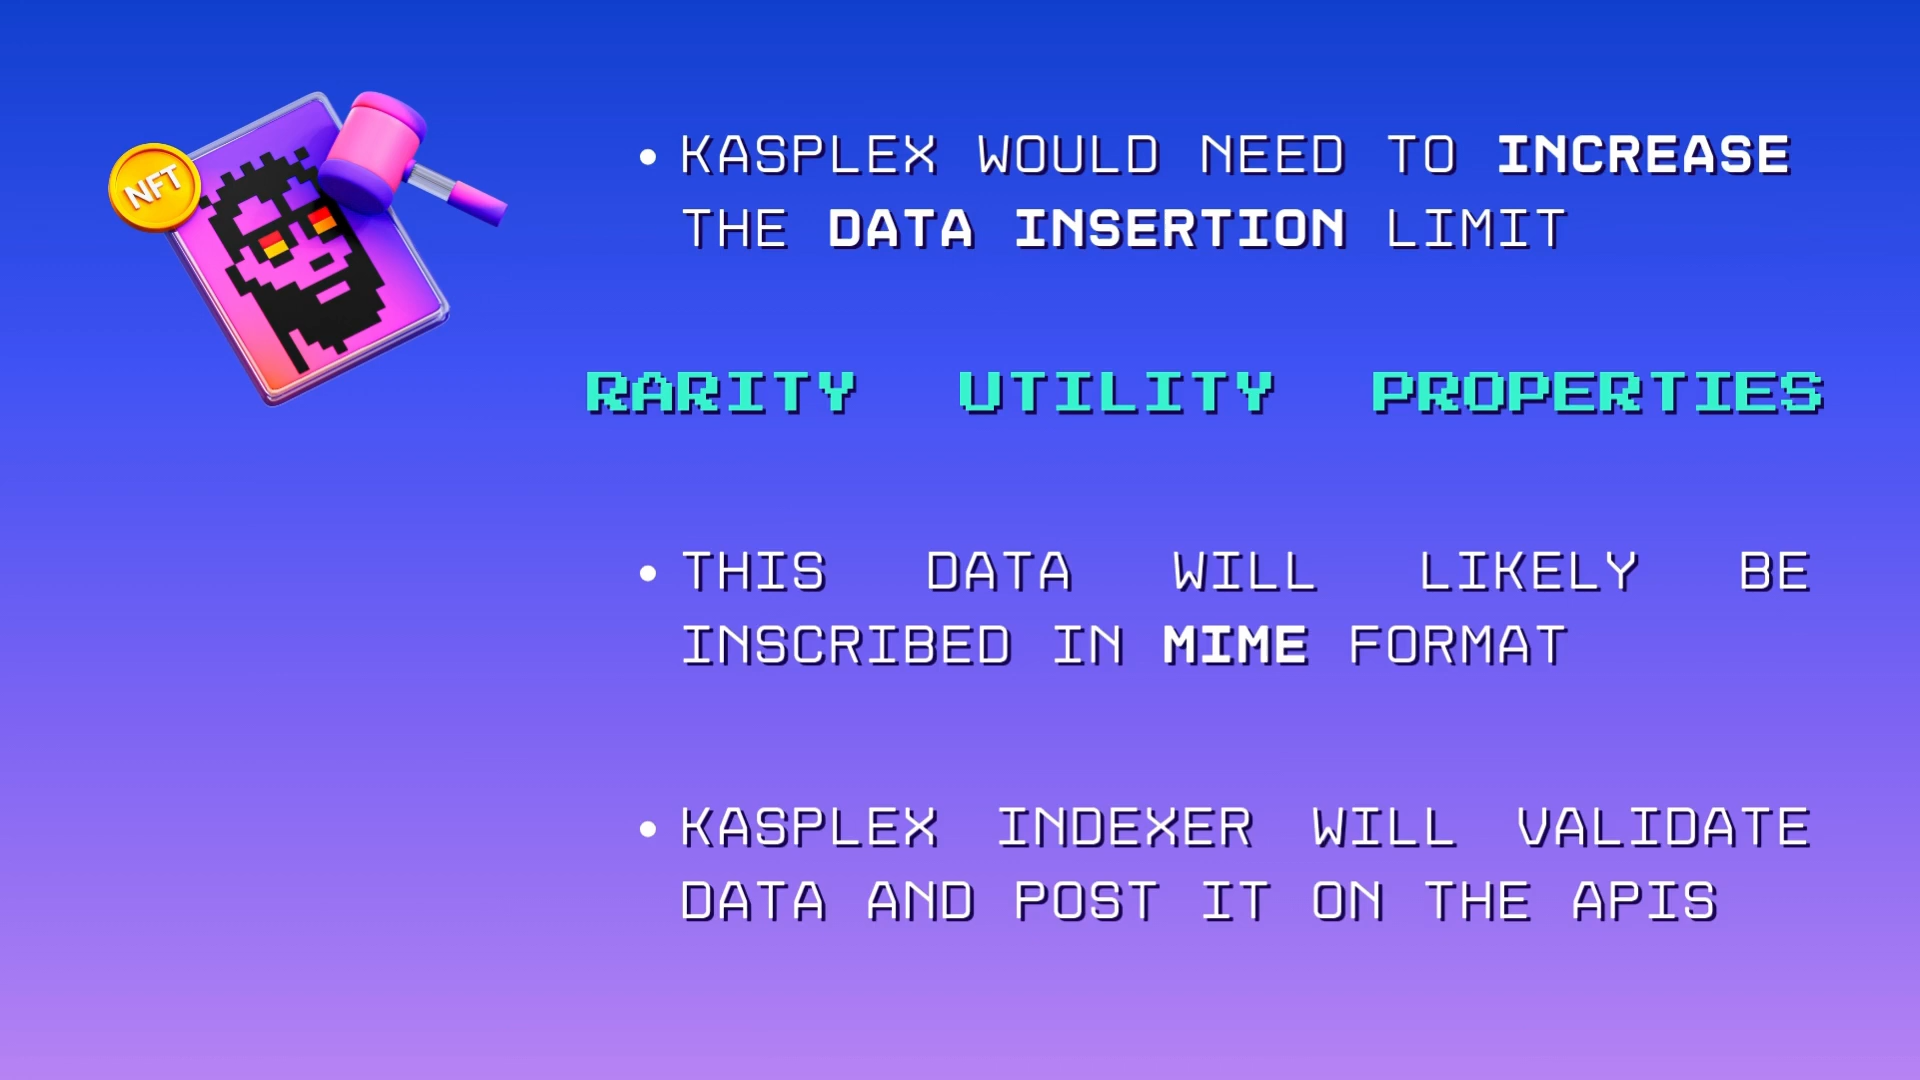 NFT
• KASPLEX WOULD NEED TO INCREASE
THE DATA INSERTION LIMIT
RARITY UTILITY PROPERTIES
• THIS DATA WILL LIKELY BE
INSCRIBED IN MIME FORMAT
• KASPLEX INDEXER WILL VALIDATE
DATA AND POST IT ON THE APIS